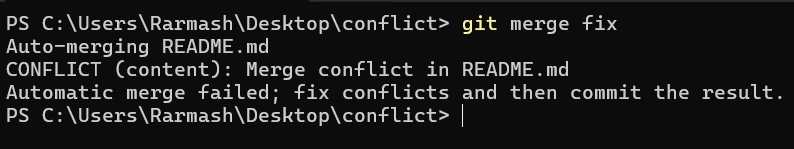 PS C:\Users\Rarmash\Desktop\conflict> git merge fix
Auto-merging README.md
CONFLICT (content): Merge conflict in README.md
Automatic merge failed; fix conflicts and then commit the result.
PS C:\Users\Rarmash\Desktop\conflict>